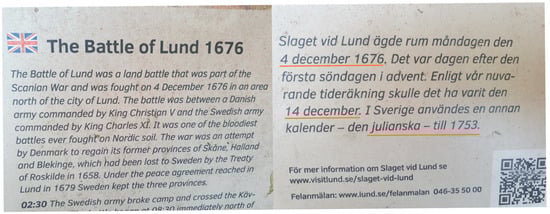 The Battle of Lund 1676
The Battle of Lund was a land battle that was part of the
Scanian War and was fought on 4 December 1676 in an area
north of the city of Lund. The battle was between a Danish
army commanded by King Christian V and the Swedish army
commanded by King Charles XI. It was one of the bloodiest
battles ever fought on Nordic soil. The war was an attempt
by Denmark to regain its former provinces of Skåne, Halland
and Blekinge, which had been lost to Sweden by the Treaty
of Roskilde in 1658. Under the peace agreement reached in
Lund in 1679 Sweden kept the three provinces.
02:30 The Swedish army broke camp and crossed the Käv-
08:30 immediately north of
Slaget vid Lund ägde rum måndagen den
4 december 1676. Det var dagen efter den
första söndagen i advent. Enligt vår nuva-
rande tideräkning skulle det ha varit den
14 december. I Sverige användes en annan
kalender – den julianska – till 1753.
För mer information om Slaget vid Lund se
www.visitlund.se/slaget-vid-lund
Felanmälan: www.lund.se/felanmalan 046-35 50 00